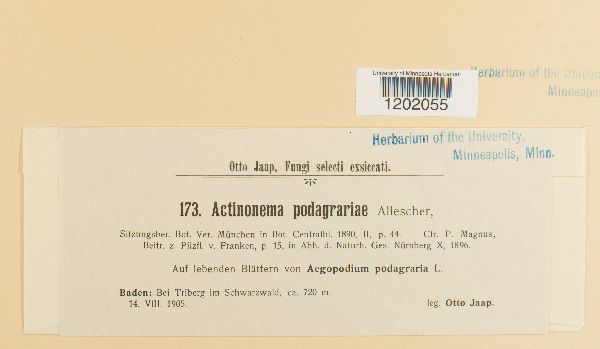 University of Minnesota Herbarium
1202055
Herbarium of the Univer
Minneapo
Herbarium of the University,
Minneapolis, Minn.
Otto Jaap, Fungi selecti exsiccati.
173. Actinonema podagrariae Allescher,
Sitzungsber. Bot. Ver. München in Bot. Centralbl. 1890, II, p. 44. Cfr. P. Magnus,
Beitr. z. Pilzfl. v. Franken, p. 15, in Abh. d. Naturh. Ges. Nürnberg X, 1896.
Auf lebenden Blättern von Aegopodium podagraria L.
Baden: Bei Triberg im Schwarzwald, ca. 720 m.
14. VIII. 1905.
leg. Otto Jaap.